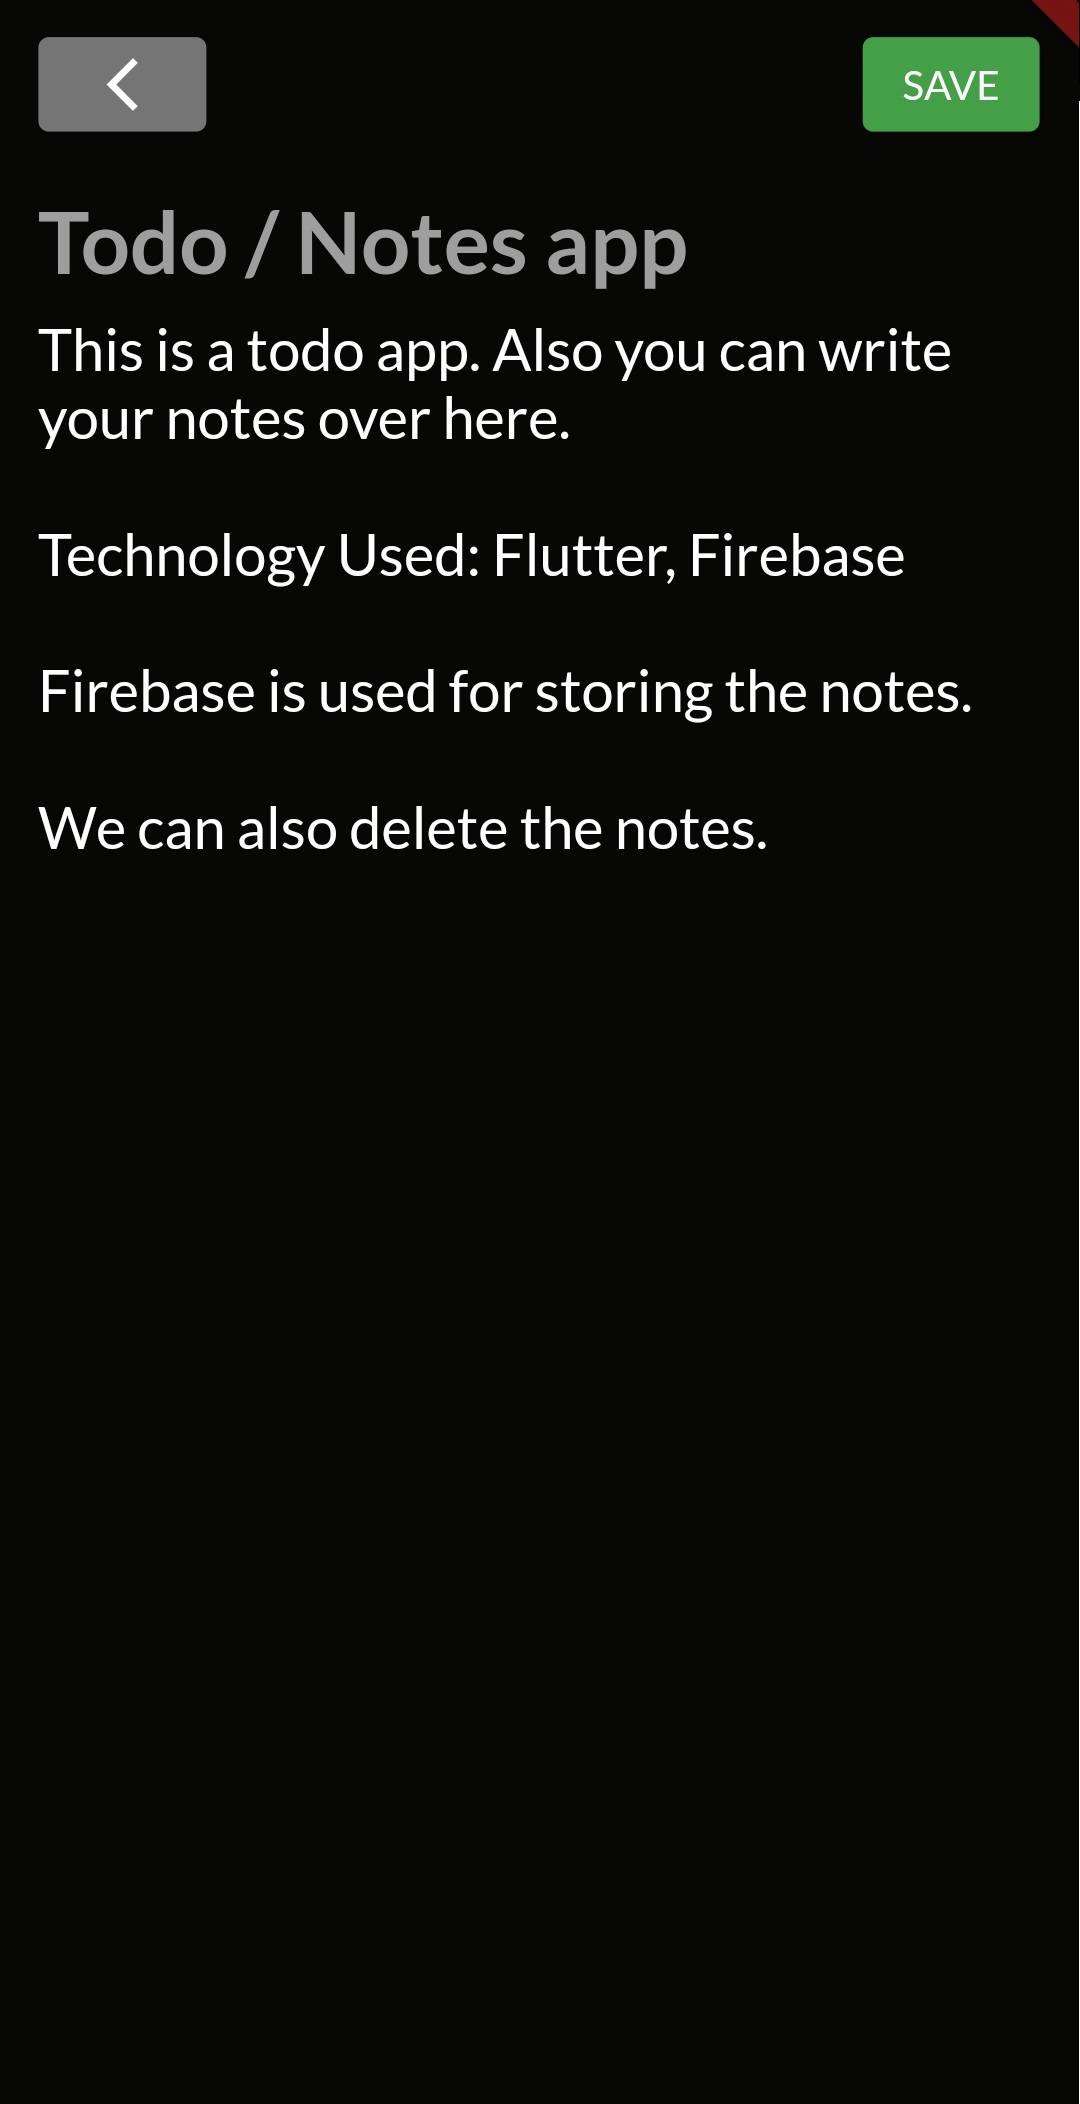 SAVE
Todo / Notes app
This is a todo app. Also you can write
your notes over here.
Technology Used: Flutter, Firebase
Firebase is used for storing the notes.
We can also delete the notes.